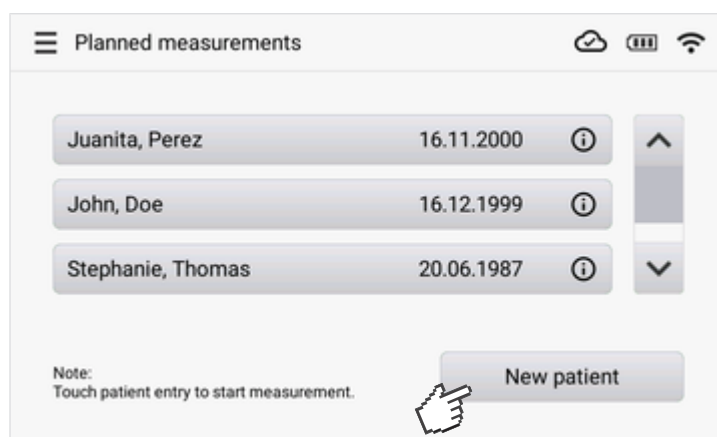 Planned measurements
Juanita, Perez 16.11.2000
John, Doe 16.12.1999
Stephanie, Thomas 20.06.1987
Note:
Touch patient entry to start measurement.
New patient